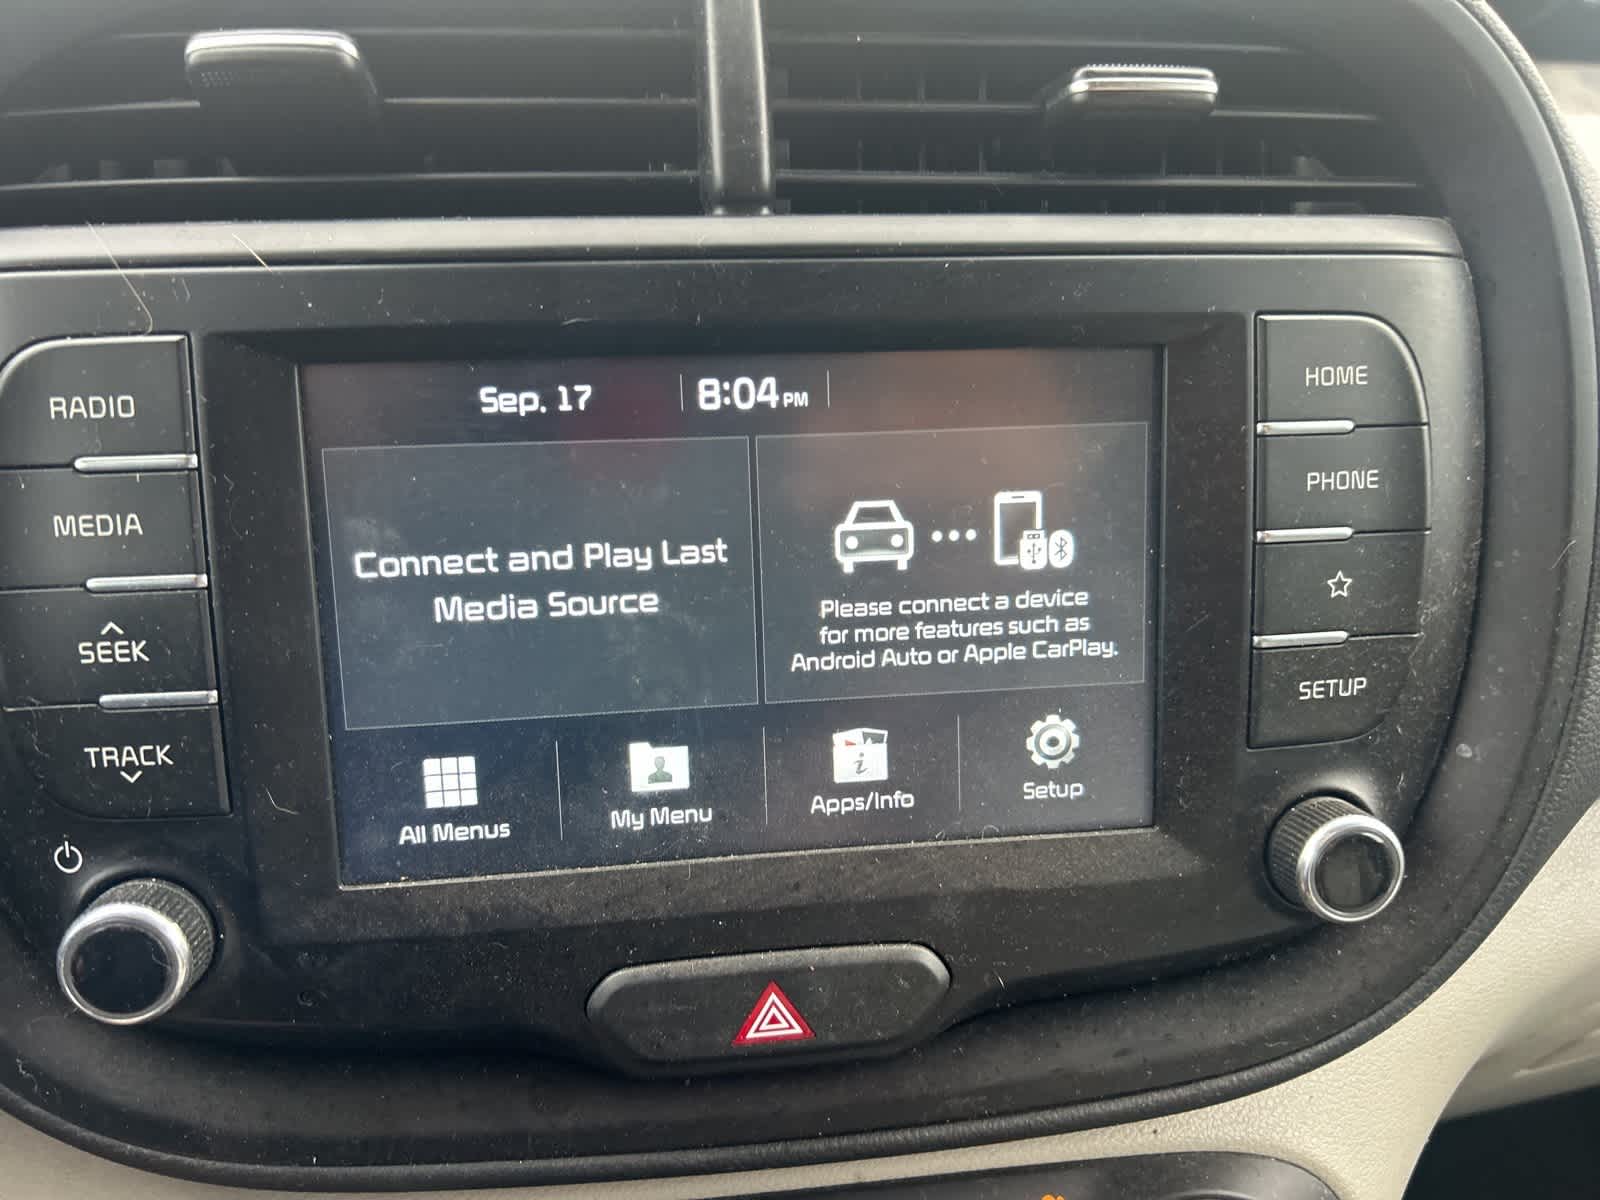 Sep. 17
8:04 PM
RADIO
MEDIA
SEEK
TRACK
Connect and Play Last
Media Source
Please connect a device
for more features such as
Android Auto or Apple CarPlay.
All Menus
My Menu
Apps/Info
Setup
HOME
PHONE
SETUP